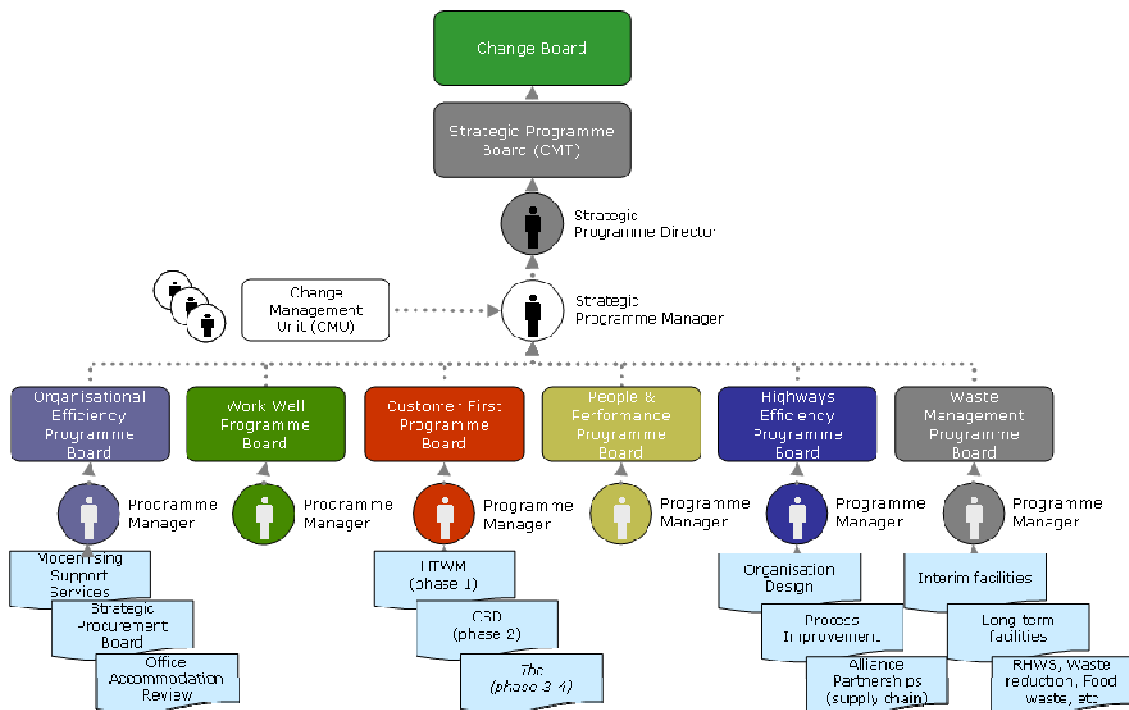 Change Board
Strategic Programme
Board (CMT)
Strategic
Programme Director
Change
Management
Unit (CMU)
Strategic
Programme Manager
Organisational
Efficiency
Programme
Board
Work Well
Programme
Board
Customer First
Programme
Board
People &
Performance
Programme
Board
Highways
Efficiency
Programme
Board
Waste
Management
Programme
Board
Programme
Manager
Programme
Manager
Programme
Manager
Programme
Manager
Programme
Manager
Programme
Manager
Modernising
Support
Services
Strategic
Procurement
Board
Office
Accommodation
Review
(phase 1)
CSD
(phase 2)
(phase 3-4)
Organisation
Design
Process
Improvement
Alliance
Partnerships
(supply chain)
Interim facilities
Long term
facilities
RHWS, Waste
reduction, Food
waste, etc